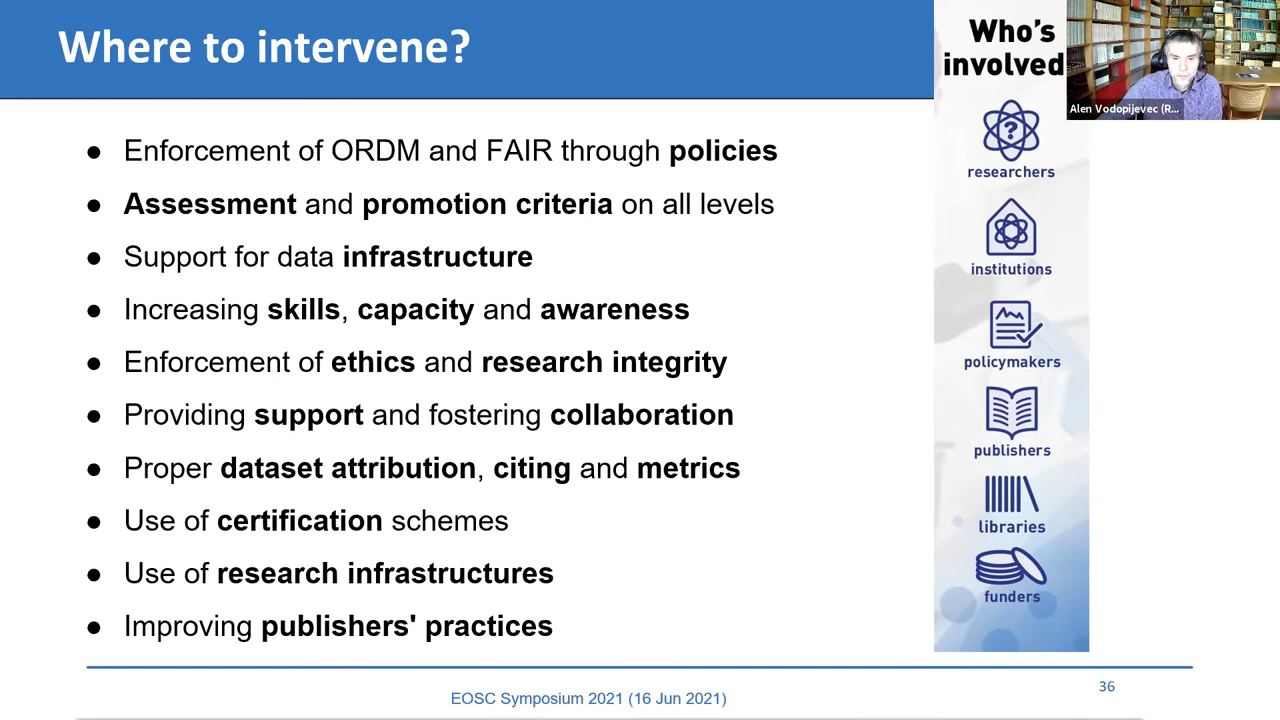 Where to intervene?
● Enforcement of ORDM and FAIR through policies
● Assessment and promotion criteria on all levels
● Support for data infrastructure
● Increasing skills, capacity and awareness
● Enforcement of ethics and research integrity
● Providing support and fostering collaboration
● Proper dataset attribution, citing and metrics
● Use of certification schemes
● Use of research infrastructures
● Improving publishers' practices
Who's
involved
?
researchers
institutions
policymakers
publishers
libraries
funders
Alen Vodopijevec (R...
EOSC Symposium 2021 (16 Jun 2021)
36